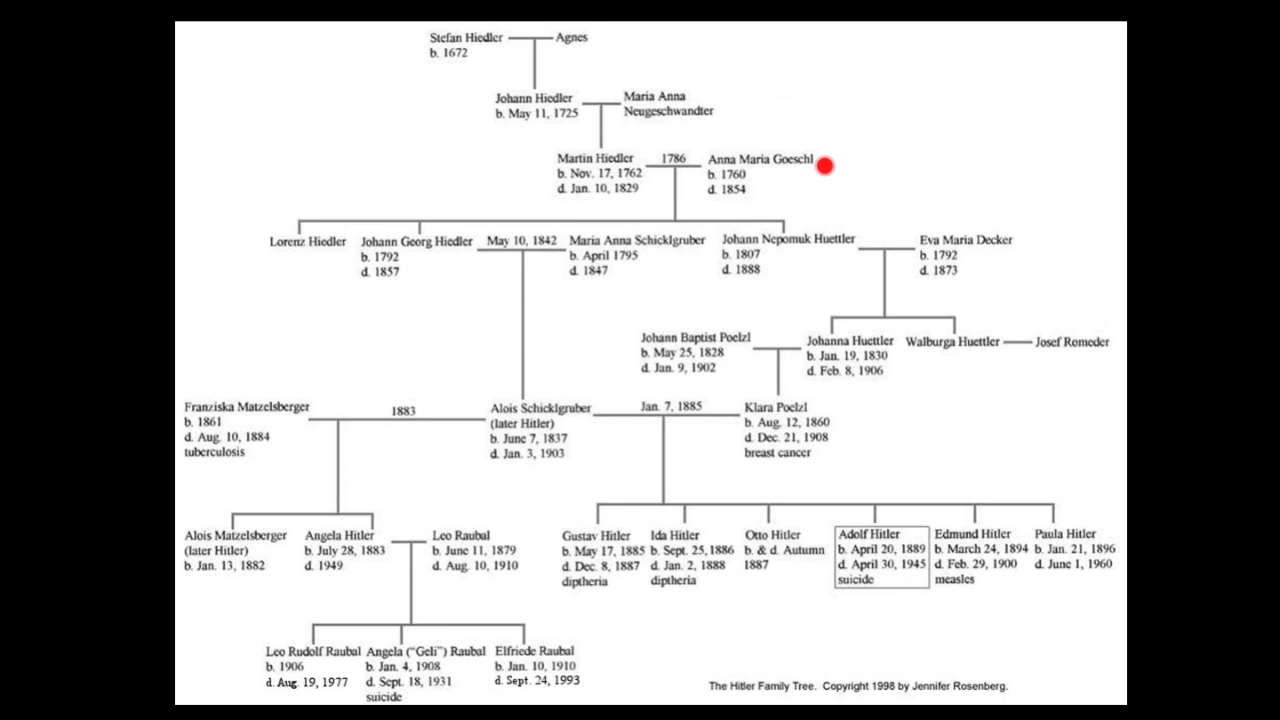 Stefan Hiedler
b. 1672
Agnes
Johann Hiedler
b. May 11, 1725
Maria Anna
Neugeschwandter
Martin Hiedler
b. Nov. 17, 1762
d. Jan. 10, 1829
1786
Anna Maria Goeschl
b. 1760
d. 1854
Lorenz Hiedler
Johann Georg Hiedler
b. 1792
d. 1857
May 10, 1842
Maria Anna Schicklgruber
b. April 1795
d. 1847
Johann Nepomuk Huettler
b. 1807
d. 1888
Eva Maria Decker
b. 1792
d. 1873
Johann Baptist Poelzl
b. May 25, 1828
d. Jan. 9, 1902
Johanna Huettler
b. Jan. 19, 1830
d. Feb. 8, 1906
Walburga Huettler
Josef Romeder
Franziska Matzelsberger
b. 1861
d. Aug. 10, 1884
tuberculosis
1883
Alois Schicklgruber
(later Hitler)
b. June 7, 1837
d. Jan. 3, 1903
Jan. 7, 1885
Klara Poelzl
b. Aug. 12, 1860
d. Dec. 21, 1908
breast cancer
Alois Matzelsberger
(later Hitler)
b. Jan. 13, 1882
Angela Hitler
b. July 28, 1883
d. 1949
Leo Raubal
b. June 11, 1879
d. Aug. 10, 1910
Gustav Hitler
b. May 17, 1885
d. Dec. 8, 1887
diptheria
Ida Hitler
b. Sept. 25, 1886
d. Jan. 2, 1888
diptheria
Otto Hitler
b. & d. Autumn
1887
Adolf Hitler
b. April 20, 1889
d. April 30, 1945
suicide
Edmund Hitler
b. March 24, 1894
d. Feb. 29, 1900
measles
Paula Hitler
b. Jan. 21, 1896
d. June 1, 1960
Leo Rudolf Raubal
b. 1906
d. Aug. 19, 1977
Angela ("Geli") Raubal
b. Jan. 4, 1908
d. Sept. 18, 1931
suicide
Elfriede Raubal
b. Jan. 10, 1910
d. Sept. 24, 1993
The Hitler Family Tree. Copyright 1998 by Jennifer Rosenberg.